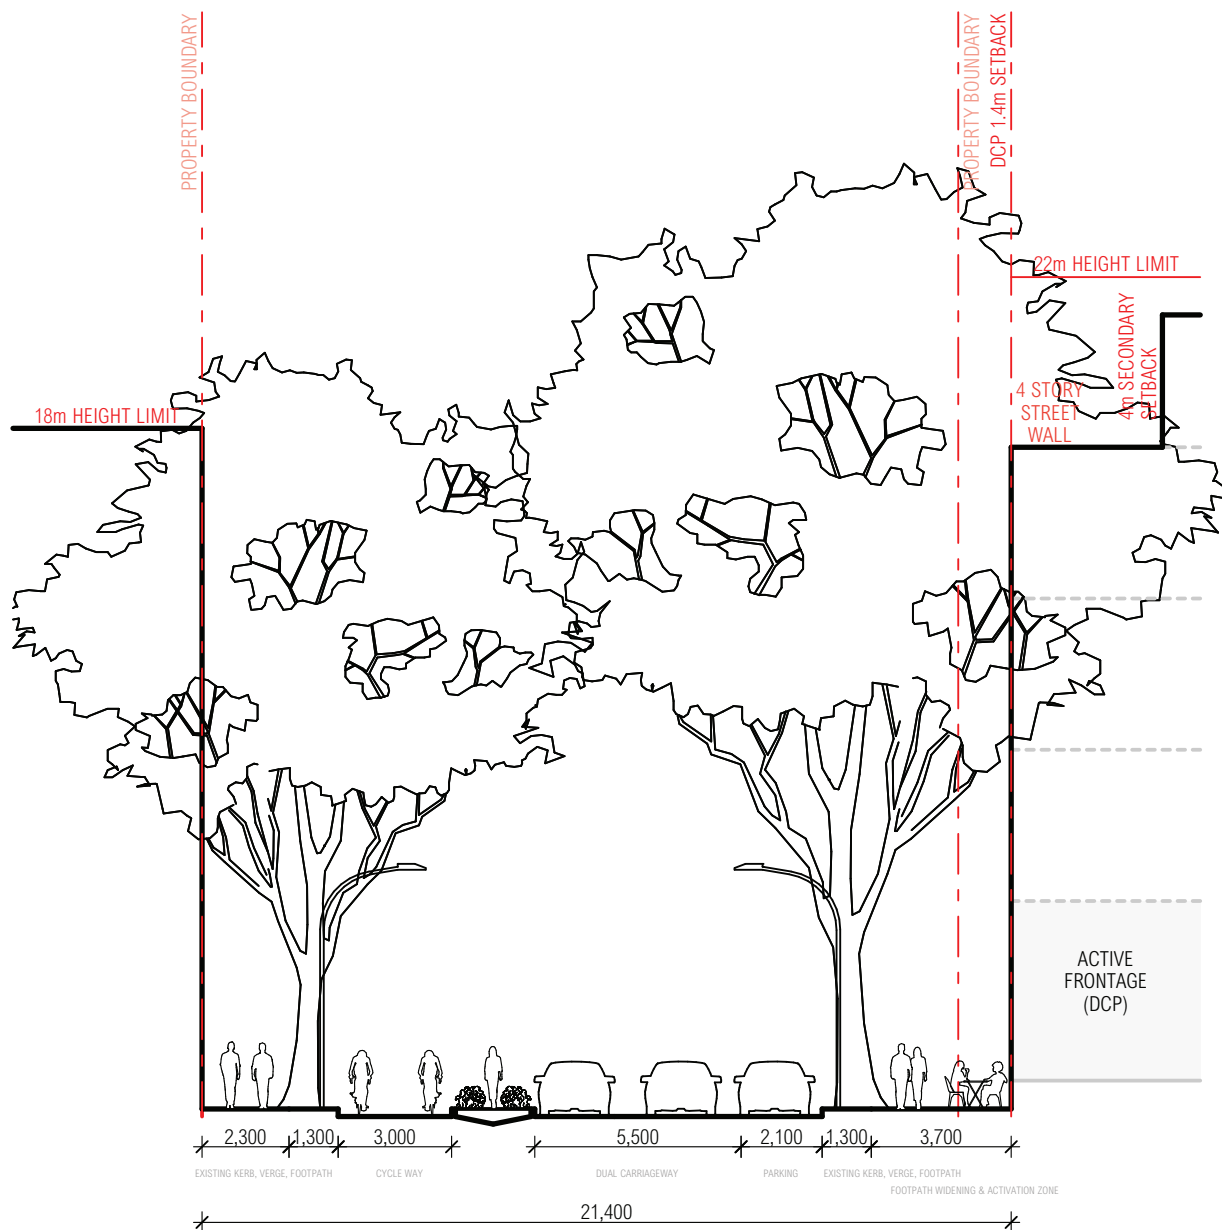 PROPERTY BOUNDARY
PROPERTY BOUNDARY
DCP 1.4m SETBACK
22m HEIGHT LIMIT
4m SECONDARY
SETBACK
4 STORY
STREET
WALL
18m HEIGHT LIMIT
ACTIVE
FRONTAGE
(DCP)
2,300
1,300
3,000
5,500
2,100
1,300
3,700
EXISTING KERB, VERGE, FOOTPATH
CYCLE WAY
DUAL CARRIAGEWAY
PARKING
EXISTING KERB, VERGE, FOOTPATH
FOOTPATH WIDENING & ACTIVATION ZONE
21,400